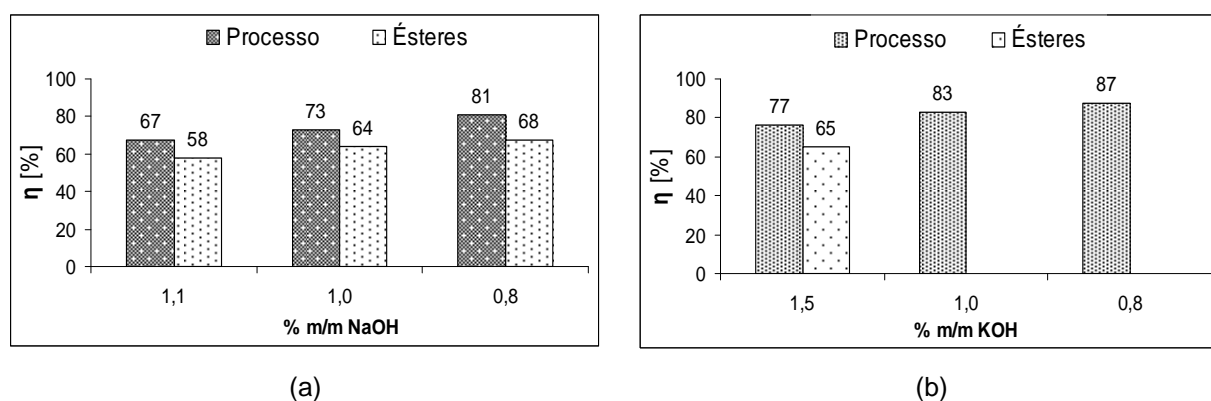 Processo Ésteres
η [%]
100
80
60
40
20
0
67
58
73
64
81
68
1,1 1,0 0,8
% m/m NaOH
(a)
Processo Ésteres
η [%]
100
80
60
40
20
0
77
65
83
87
1,5 1,0 0,8
% m/m KOH
(b)